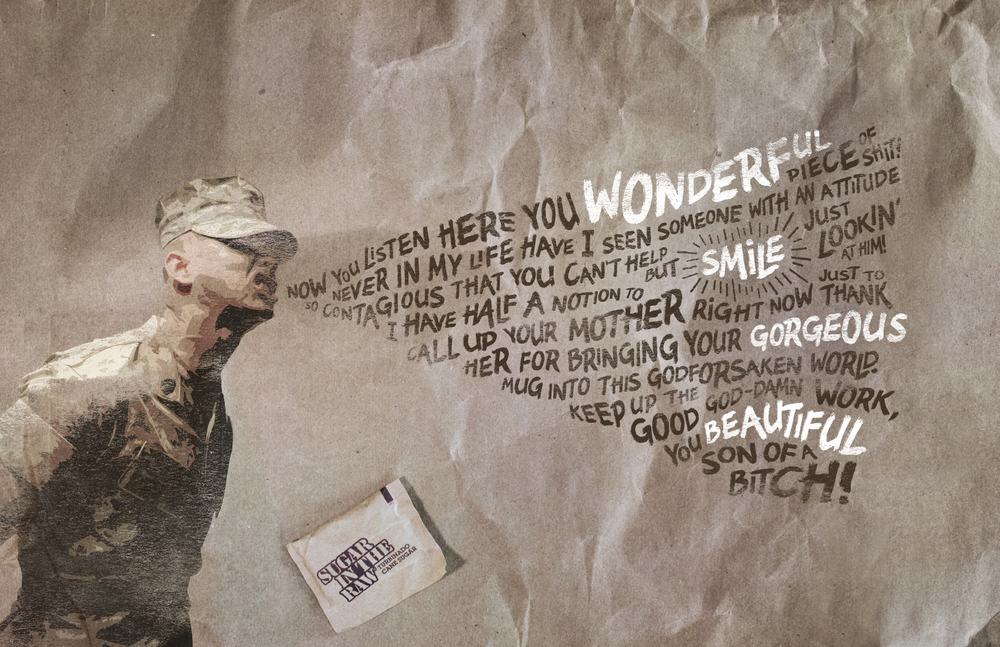 NOW YOU LISTEN HERE YOU WONDERFUL PIECE OF SHIT!
SO NEVER IN MY LIFE HAVE I SEEN SOMEONE WITH AN ATTITUDE
CONTAGIOUS THAT YOU CAN'T HELP BUT SMILE JUST LOOKIN' AT HIM!
I HAVE HALF A NOTION TO CALL UP YOUR MOTHER RIGHT NOW JUST TO THANK
HER FOR BRINGING YOUR GORGEOUS
MUG INTO THIS GODFORSAKEN WORLD.
KEEP UP THE GOD-DAMN WORK,
GOOD
YOU BEAUTIFUL
SON OF A
BITCH!
SUGAR
IN THE
RAW
TURBINADO
CANE SUGAR